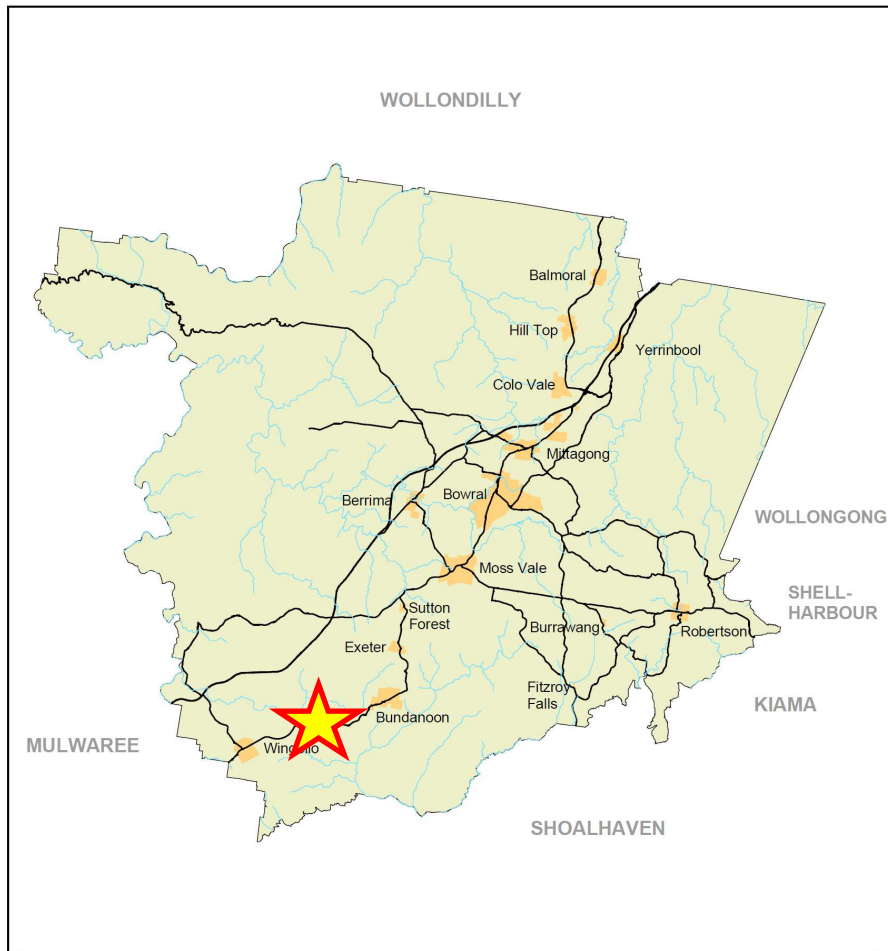 WOLLONDILLY
Balmoral
Hill Top
Yerrinbool
Colo Vale
Mittagong
Berrima
Bowral
WOLLONGONG
Moss Vale
SHELL-
HARBOUR
Sutton
Forest
Burrawang
Robertson
Exeter
Fitzroy
Falls
KIAMA
Bundanoon
MULWAREE
SHOALHAVEN